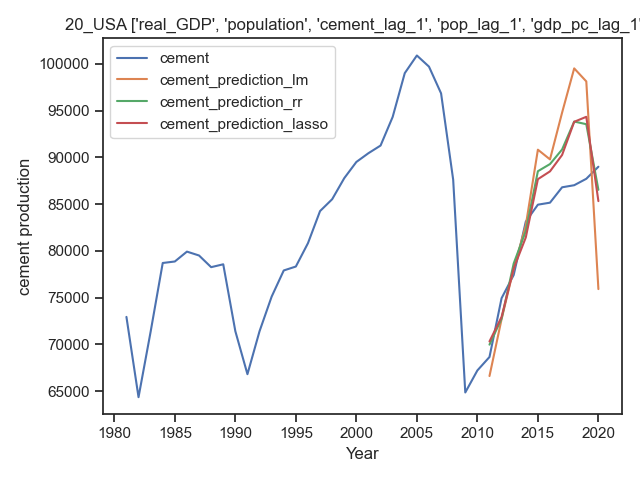 20_USA ['real_GDP', 'population', 'cement_lag_1', 'pop_lag_1', 'gdp_pc_lag_1'
cement
cement_prediction_lm
cement_prediction_rr
cement_prediction_lasso
100000
95000
90000
85000
80000
75000
70000
65000
cement production
1980 1985 1990 1995 2000 2005 2010 2015 2020
Year